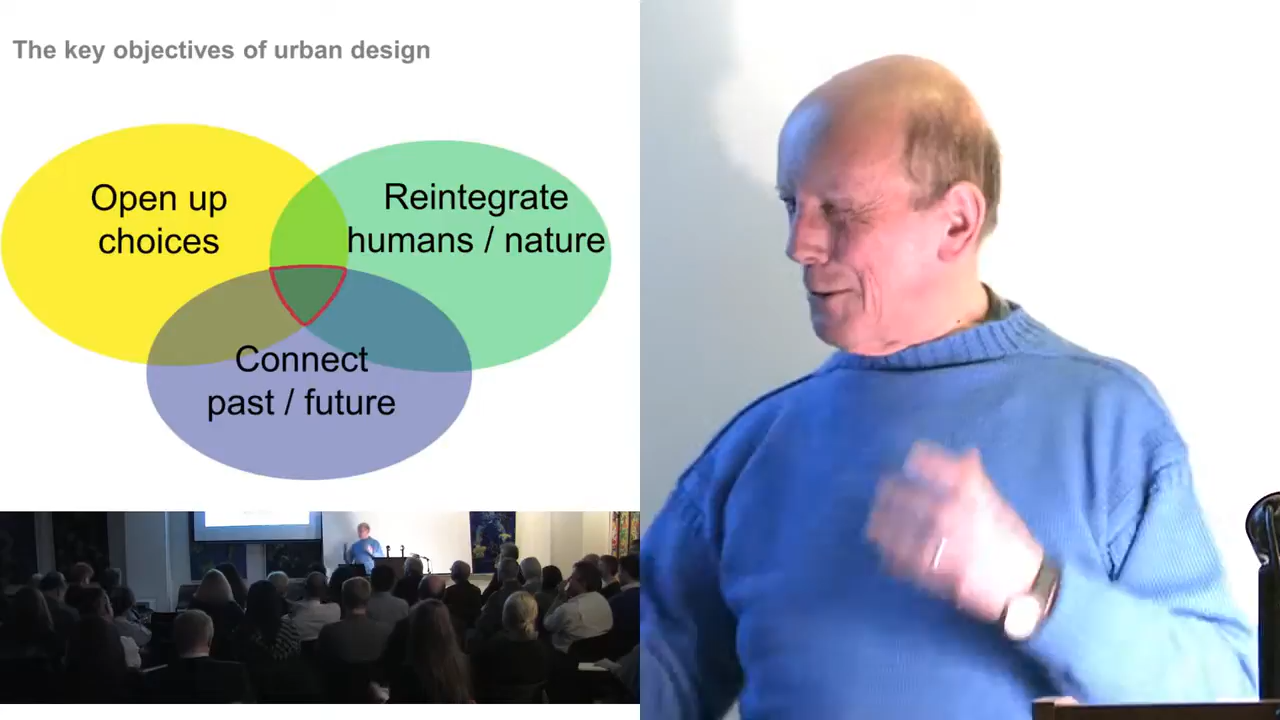 The key objectives of urban design
Open up
choices
Reintegrate
humans / nature
Connect
past / future